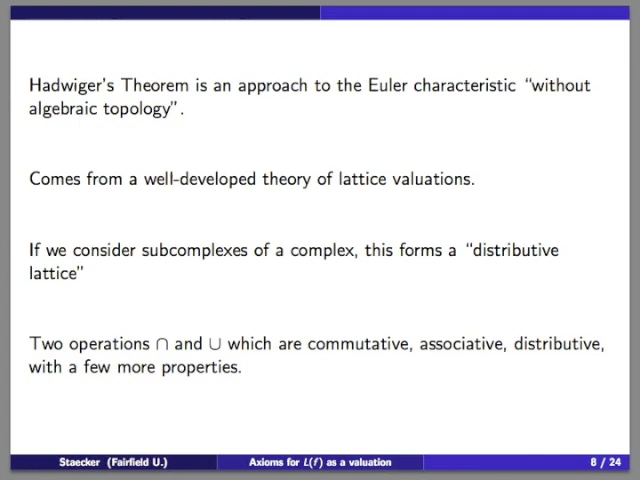 Hadwiger's Theorem is an approach to the Euler characteristic “without
algebraic topology”.
Comes from a well-developed theory of lattice valuations.
If we consider subcomplexes of a complex, this forms a “distributive
lattice”
Two operations ∩ and ∪ which are commutative, associative, distributive,
with a few more properties.
Staecker (Fairfield U.) Axioms for L(f) as a valuation 8 / 24